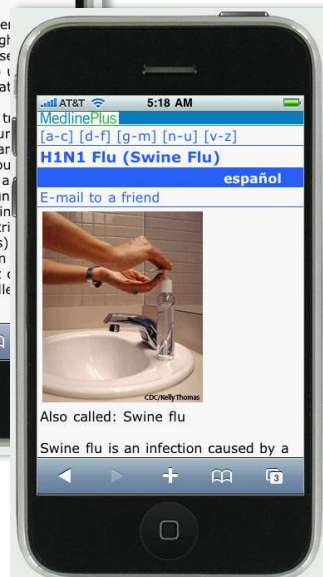 AT&T 5:18 AM
MedlinePlus
[a-c] [d-f] [g-m] [n-u] [v-z]
H1N1 Flu (Swine Flu)
español
E-mail to a friend
CDC/Kelly Thomas
Also called: Swine flu
Swine flu is an infection caused by a
3